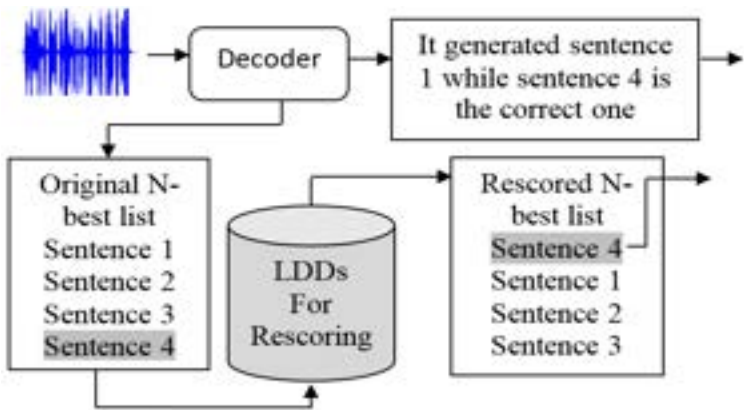 Decoder
It generated sentence
1 while sentence 4 is
the correct one
Original N-
best list
Sentence 1
Sentence 2
Sentence 3
Sentence 4
LDDs
For
Rescoring
Rescored N-
best list
Sentence 4
Sentence 1
Sentence 2
Sentence 3